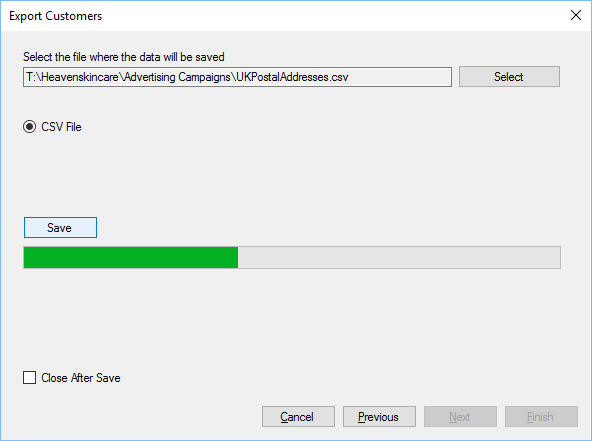 Export Customers
Select the file where the data will be saved
T:\Heavenskincare\Advertising Campaigns\UKPostalAddresses.csv
Select
CSV File
Save
Close After Save
Cancel
Previous
Next
Finish